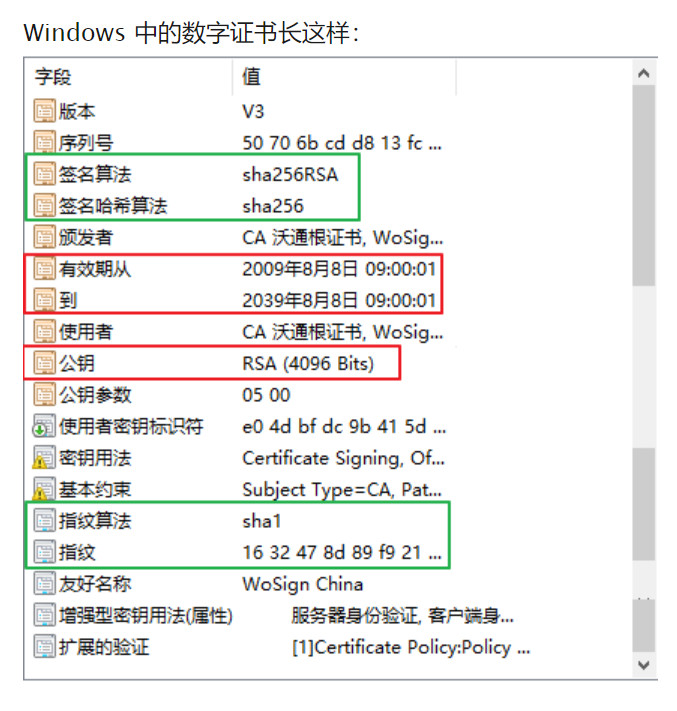 Windows 中的数字证书长这样：
字段 值
版本 V3
序列号 50 70 6b cd d8 13 fc ...
签名算法 sha256RSA
签名哈希算法 sha256
颁发者 CA 沃通根证书, WoSig...
有效期从 2009年8月8日 09:00:01
到 2039年8月8日 09:00:01
使用者 CA 沃通根证书, WoSig...
公钥 RSA (4096 Bits)
公钥参数 05 00
使用者密钥标识符 e0 4d bf dc 9b 41 5d ...
密钥用法 Certificate Signing, Of...
基本约束 Subject Type=CA, Pat...
指纹算法 sha1
指纹 16 32 47 8d 89 f9 21 ...
友好名称 WoSign China
增强型密钥用法(属性) 服务器身份验证, 客户端身...
扩展的验证 [1]Certificate Policy:Policy ...